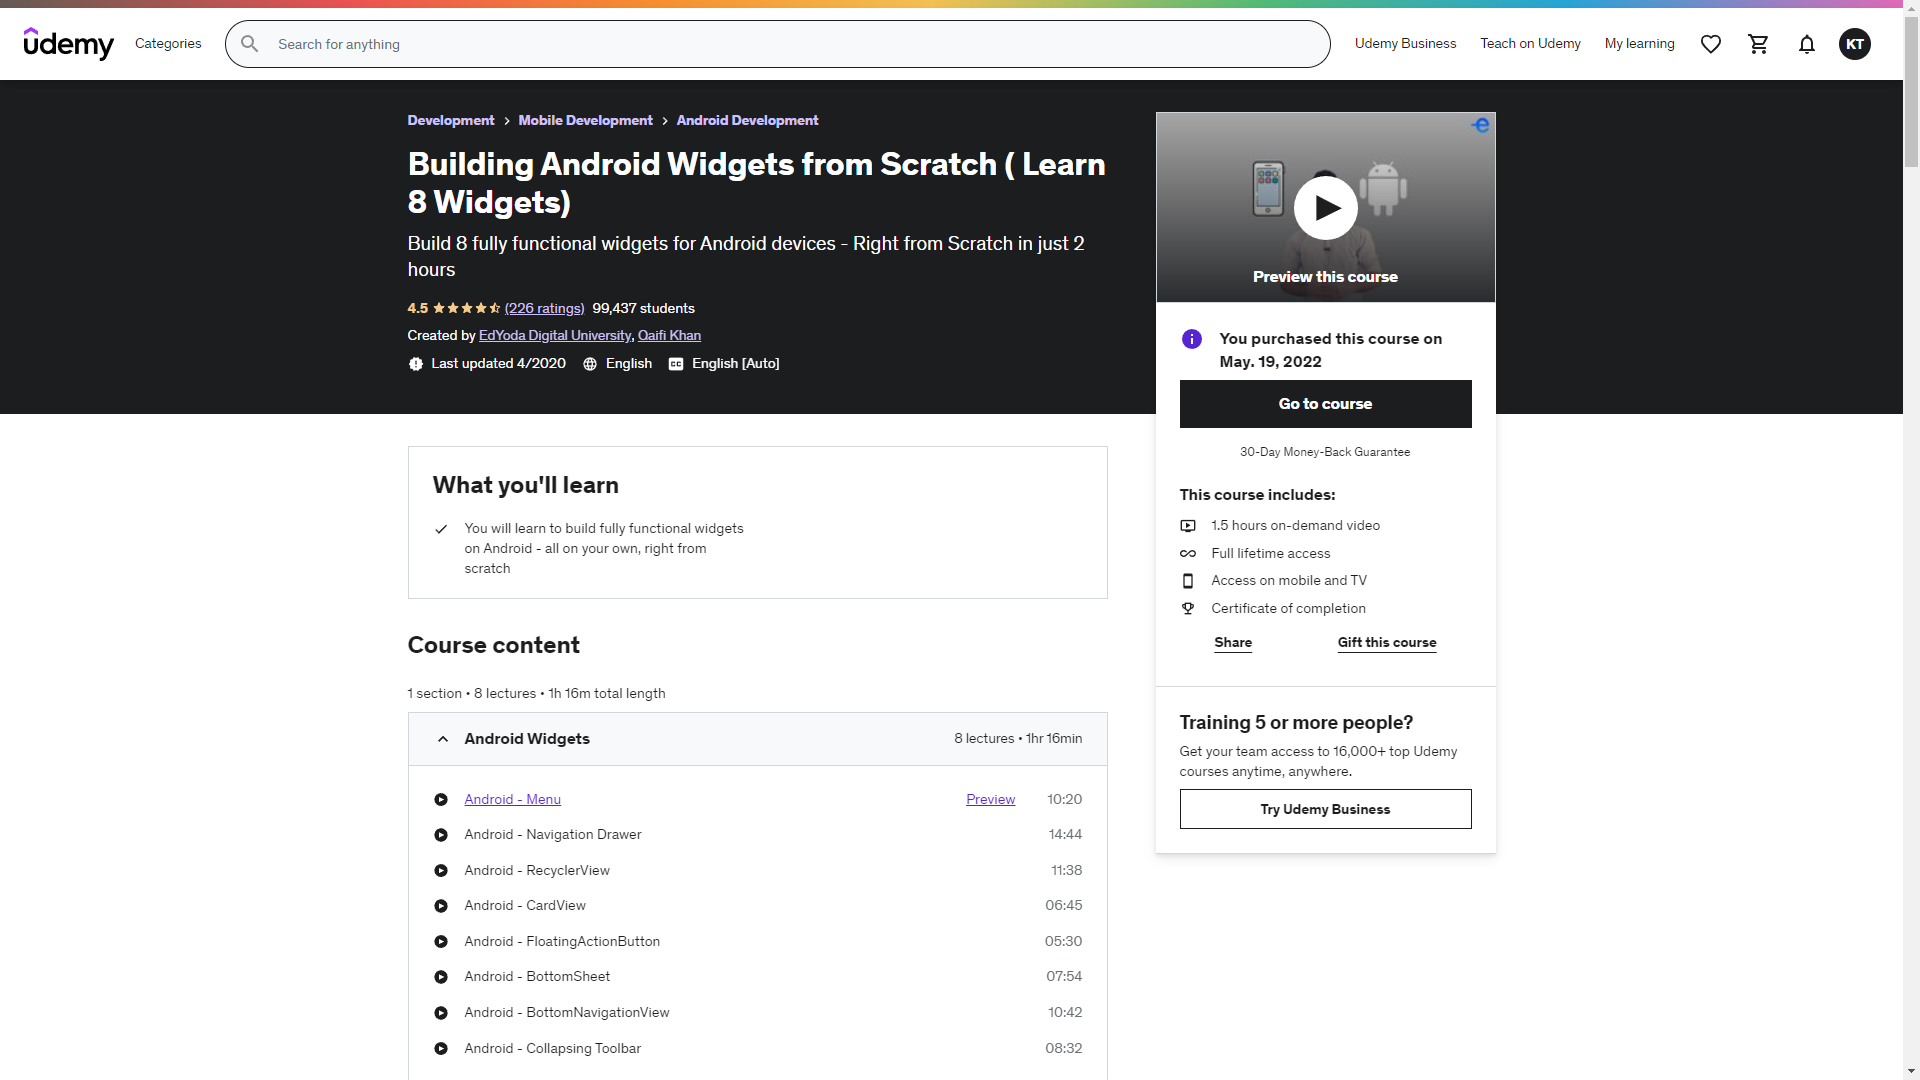 udemy
Categories
Search for anything
Udemy Business
Teach on Udemy
My learning
KT
Development > Mobile Development > Android Development
Building Android Widgets from Scratch ( Learn
8 Widgets)
Build 8 fully functional widgets for Android devices - Right from Scratch in just 2
hours
4.5 (226 ratings) 99,437 students
Created by EdYoda Digital University, Qaifi Khan
Last updated 4/2020 English CC English [Auto]
e
Preview this course
You purchased this course on
May. 19, 2022
Go to course
30-Day Money-Back Guarantee
This course includes:
1.5 hours on-demand video
Full lifetime access
Access on mobile and TV
Certificate of completion
Share
Gift this course
Training 5 or more people?
Get your team access to 16,000+ top Udemy
courses anytime, anywhere.
Try Udemy Business
What you'll learn
You will learn to build fully functional widgets
on Android - all on your own, right from
scratch
Course content
1 section • 8 lectures • 1h 16m total length
Android Widgets 8 lectures • 1hr 16min
Android - Menu Preview 10:20
Android - Navigation Drawer 14:44
Android - RecyclerView 11:38
Android - CardView 06:45
Android - FloatingActionButton 05:30
Android - BottomSheet 07:54
Android - BottomNavigationView 10:42
Android - Collapsing Toolbar 08:32